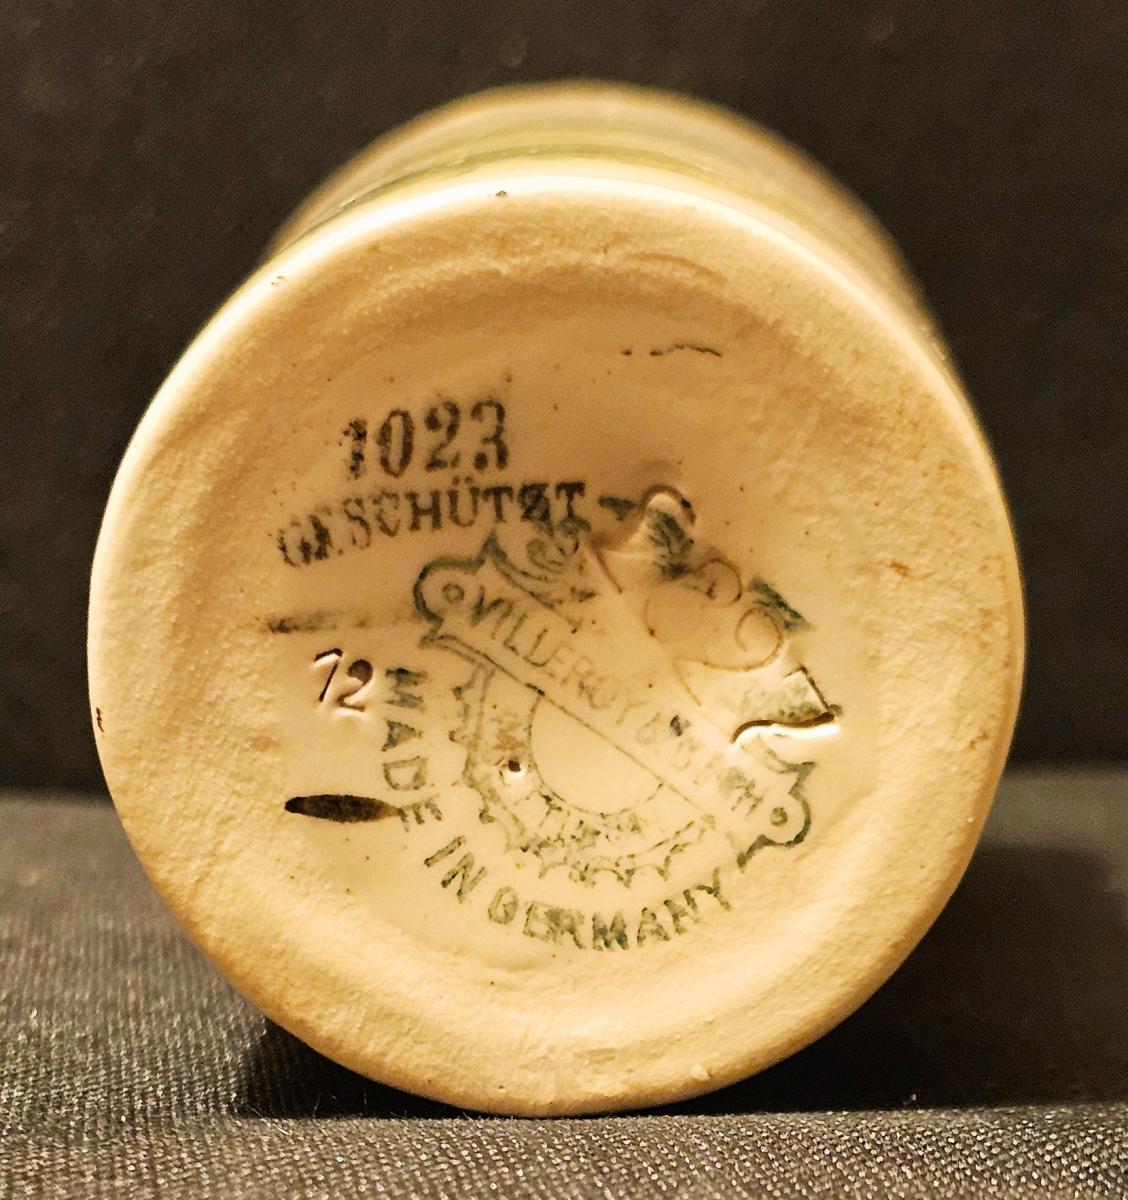 1023
GESCHÜTZT
VILLEROY & BOCH
72
MADE IN GERMANY